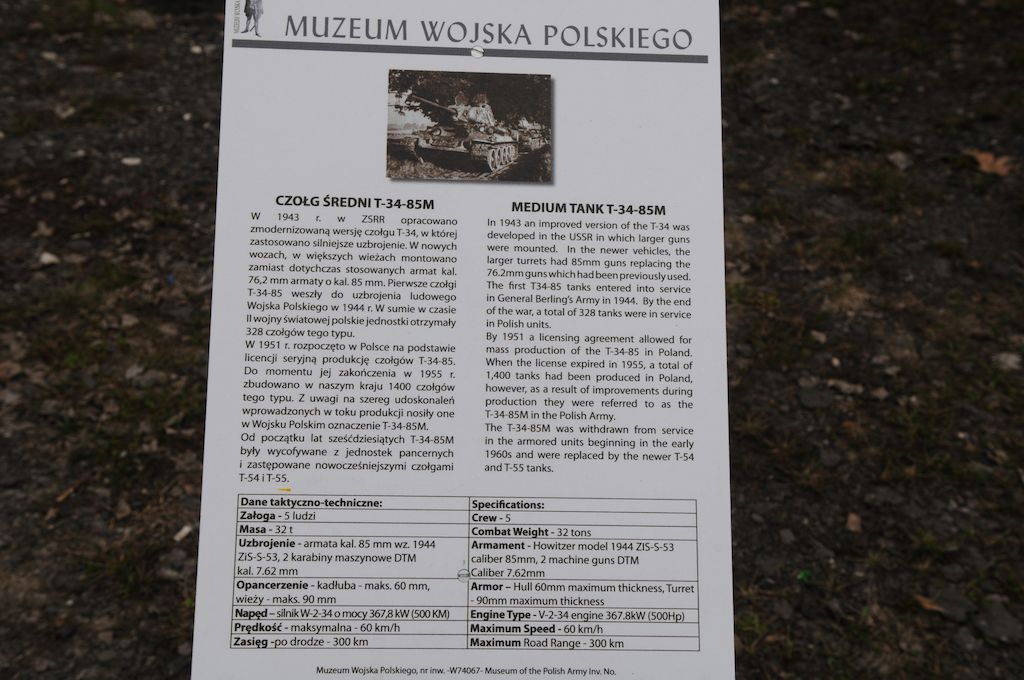 MUZEUM WOJSKA POLSKIEGO
CZOŁG ŚREDNI T-34-85M
W 1943 r. w ZSRR opracowano
zmodernizowaną wersję czołgu T-34, w której
zastosowano silniejsze uzbrojenie. W nowych
wozach, w większych wieżach montowano
zamiast dotychczas stosowanych armat kal.
76,2 mm armaty o kal. 85 mm. Pierwsze czołgi
T-34-85 weszły do uzbrojenia ludowego
Wojska Polskiego w 1944 r. W sumie w czasie
II wojny światowej polskie jednostki otrzymały
328 czołgów tego typu.
W 1951 r. rozpoczęto w Polsce na podstawie
licencji seryjną produkcję czołgów T-34-85.
Do momentu jej zakończenia w 1955 r.
zbudowano w naszym kraju 1400 czołgów
tego typu. Z uwagi na szereg udoskonaleń
wprowadzonych w toku produkcji nosiły one
w Wojsku Polskim oznaczenie T-34-85M.
Od początku lat sześćdziesiątych T-34-85M
były wycofywane z jednostek pancernych
i zastępowane nowocześniejszymi czołgami
T-54 i T-55.
MEDIUM TANK T-34-85M
In 1943 an improved version of the T-34 was
developed in the USSR in which larger guns
were mounted. In the newer vehicles, the
larger turrets had 85mm guns replacing the
76.2mm guns which had been previously used.
The first T34-85 tanks entered into service
in General Berling's Army in 1944. By the end
of the war, a total of 328 tanks were in service
in Polish units.
By 1951 a licensing agreement allowed for
mass production of the T-34-85 in Poland.
When the license expired in 1955, a total of
1,400 tanks had been produced in Poland,
however, as a result of improvements during
production they were referred to as the
T-34-85M in the Polish Army.
The T-34-85M was withdrawn from service
in the armored units beginning in the early
1960s and were replaced by the newer T-54
and T-55 tanks.
Dane taktyczno-techniczne:
Załoga - 5 ludzi
Masa - 32 t
Uzbrojenie - armata kal. 85 mm wz. 1944
ZiS-S-53, 2 karabiny maszynowe DTM
kal. 7.62 mm
Opancerzenie - kadłuba - maks. 60 mm,
wieży - maks. 90 mm
Napęd – silnik W-2-34 o mocy 367,8 kW (500 KM)
Prędkość - maksymalna - 60 km/h
Zasięg -po drodze - 300 km
Specifications:
Crew - 5
Combat Weight - 32 tons
Armament - Howitzer model 1944 ZIS-S-53
caliber 85mm, 2 machine guns DTM
Caliber 7.62mm
Armor – Hull 60mm maximum thickness, Turret
- 90mm maximum thickness
Engine Type - V-2-34 engine 367.8kW (500Hp)
Maximum Speed - 60 km/h
Maximum Road Range - 300 km
Muzeum Wojska Polskiego, nr inw. -W74067- Museum of the Polish Army Inv. No.